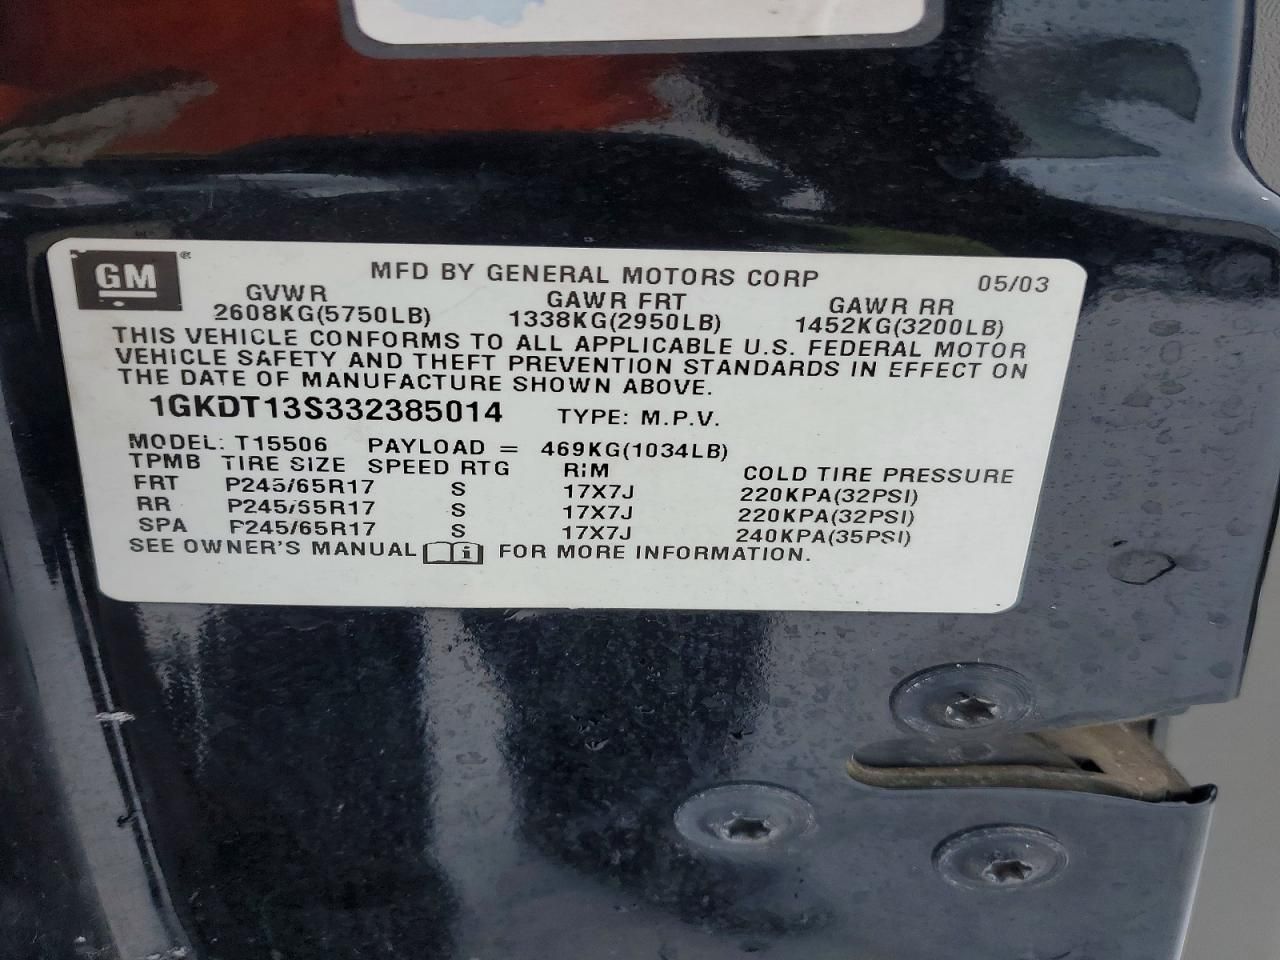 GM ®
MFD BY GENERAL MOTORS CORP 05/03
GVWR GAWR FRT GAWR RR
2608KG(5750LB) 1338KG(2950LB) 1452KG(3200LB)
THIS VEHICLE CONFORMS TO ALL APPLICABLE U.S. FEDERAL MOTOR
VEHICLE SAFETY AND THEFT PREVENTION STANDARDS IN EFFECT ON
THE DATE OF MANUFACTURE SHOWN ABOVE.
1GKDT13S332385014 TYPE: M.P.V.
MODEL: T15506 PAYLOAD = 469KG(1034LB)
TPMB TIRE SIZE SPEED RTG RIM COLD TIRE PRESSURE
FRT P245/65R17 S 17X7J 220KPA(32PSI)
RR P245/65R17 S 17X7J 220KPA(32PSI)
SPA P245/65R17 S 17X7J 240KPA(35PSI)
SEE OWNER'S MANUAL i FOR MORE INFORMATION.